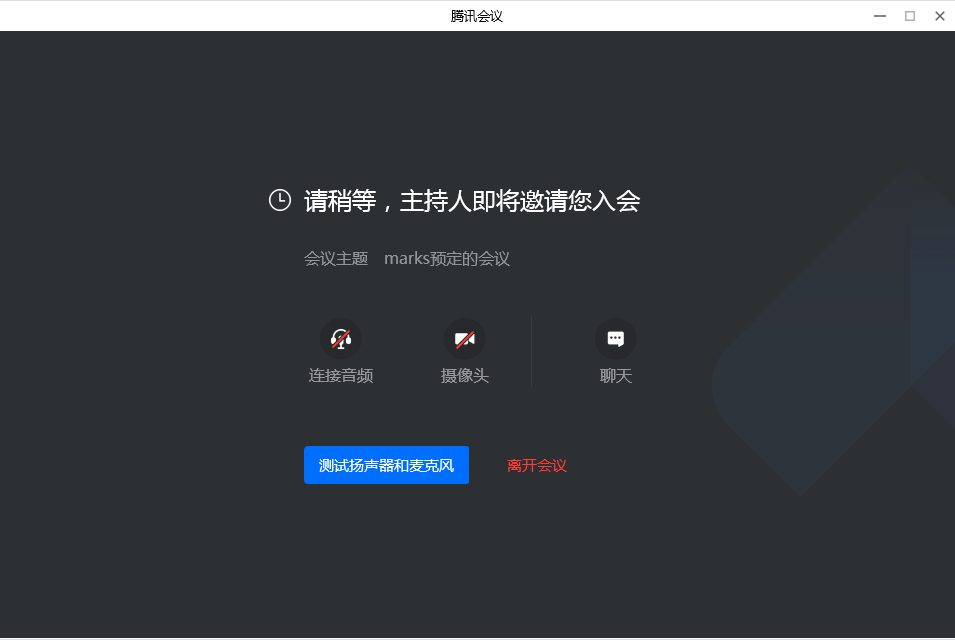 腾讯会议
请稍等，主持人即将邀请您入会
会议主题 marks预定的会议
连接音频 摄像头 聊天
测试扬声器和麦克风 离开会议